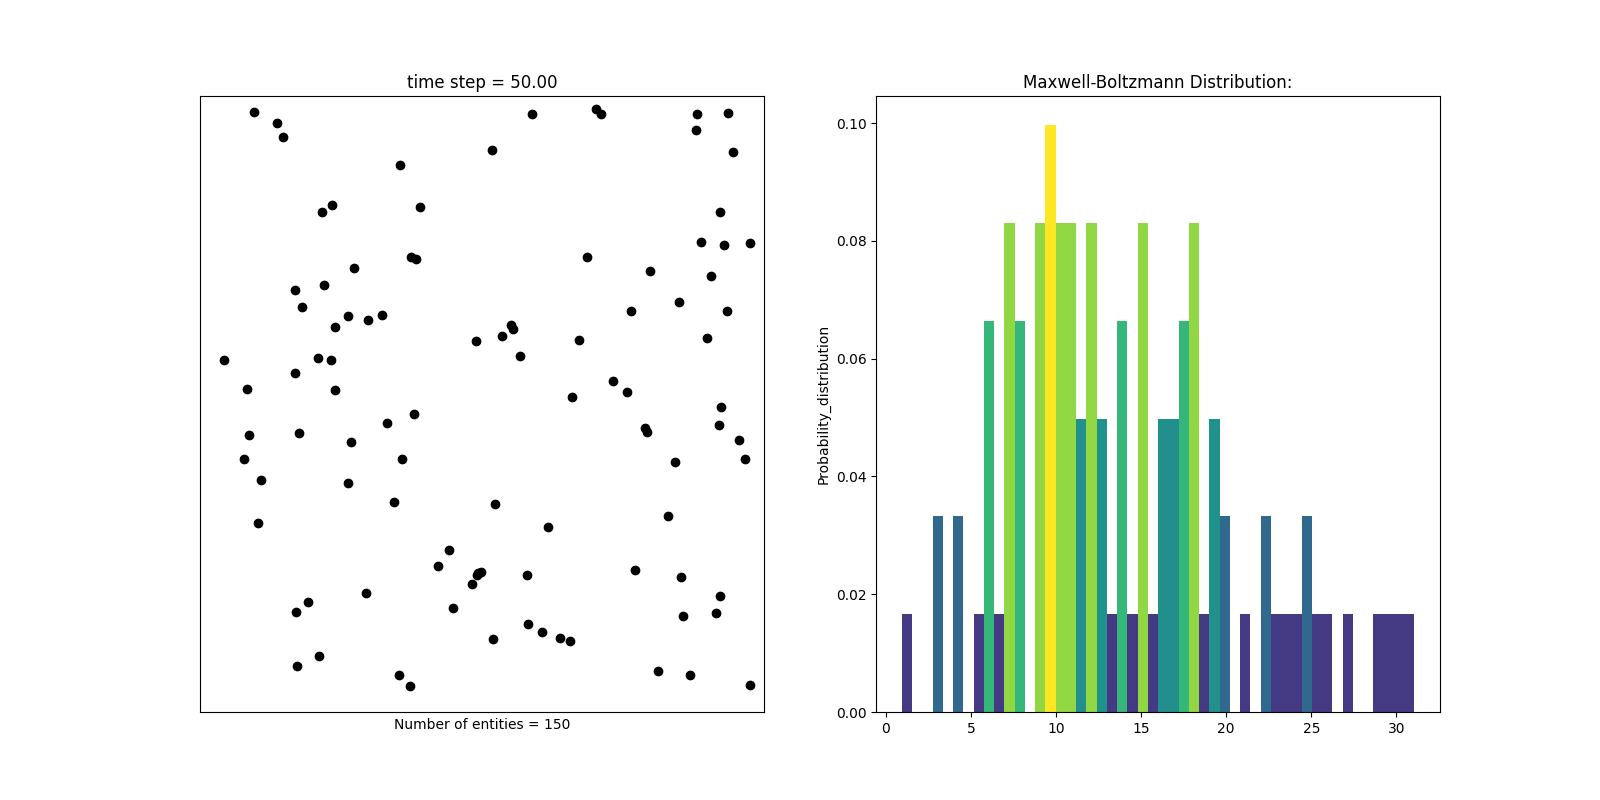 time step = 50.00
Number of entities = 150
Maxwell-Boltzmann Distribution:
Probability_distribution
0.10
0.08
0.06
0.04
0.02
0.00
0 5 10 15 20 25 30